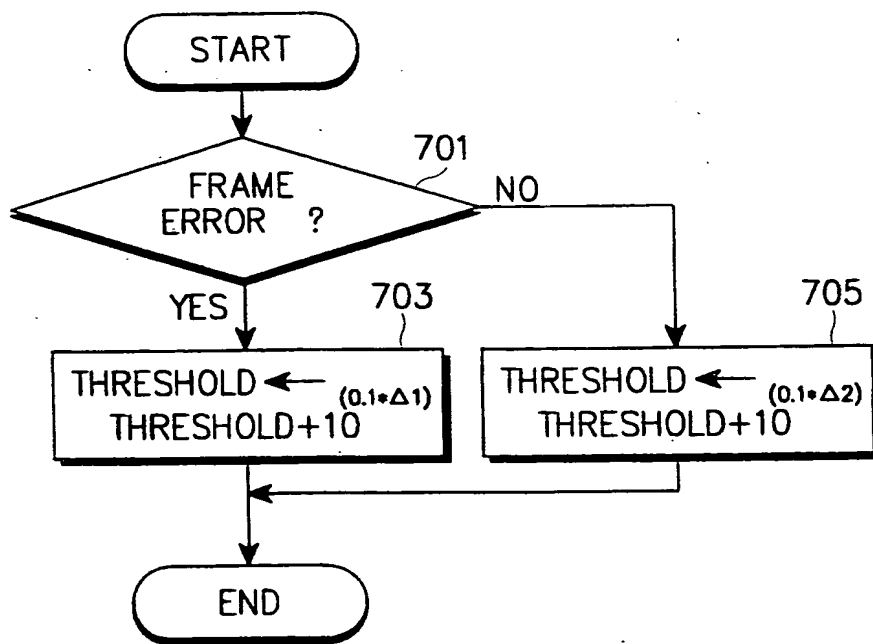 START
701
FRAME
ERROR ?
NO
YES
703
THRESHOLD ←
THRESHOLD+10^(0.1*Δ1)
705
THRESHOLD ←
THRESHOLD+10^(0.1*Δ2)
END